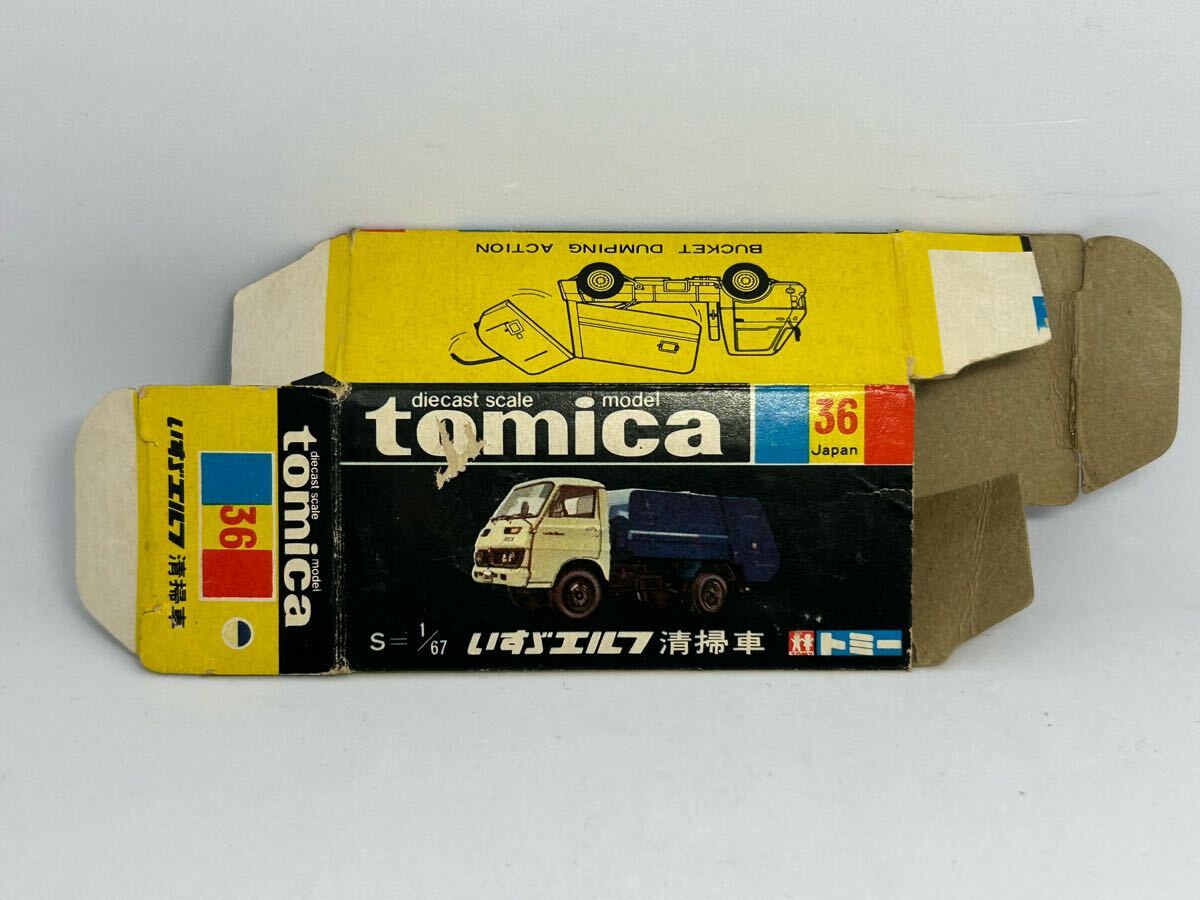 BUCKET DUMPING ACTION
diecast scale model
tomica
36
Japan
S=1/67 いすゞエルフ 清掃車
TOMY トミー
diecast scale model
tomica
36
いすゞエルフ 清掃車